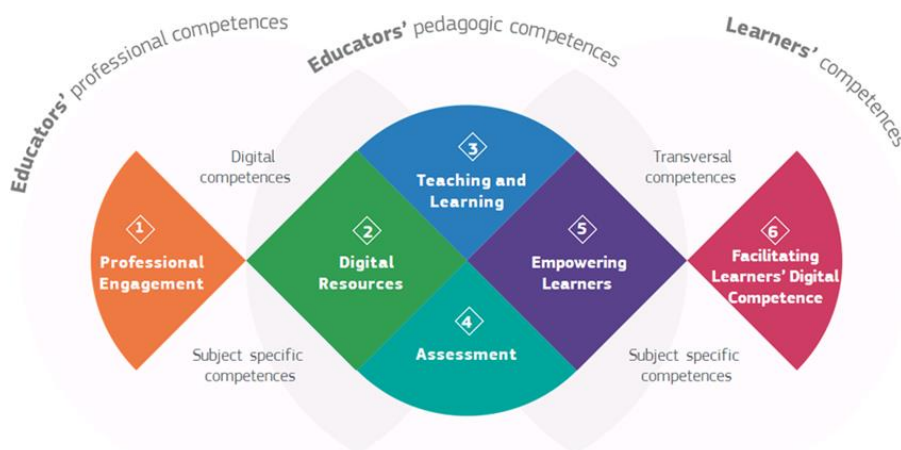 Educators' professional competences
Educators' pedagogic competences
Learners' competences
Digital
competences
Transversal
competences
1
Professional
Engagement
2
Digital
Resources
3
Teaching and
Learning
4
Assessment
5
Empowering
Learners
6
Facilitating
Learners' Digital
Competence
Subject specific
competences
Subject specific
competences